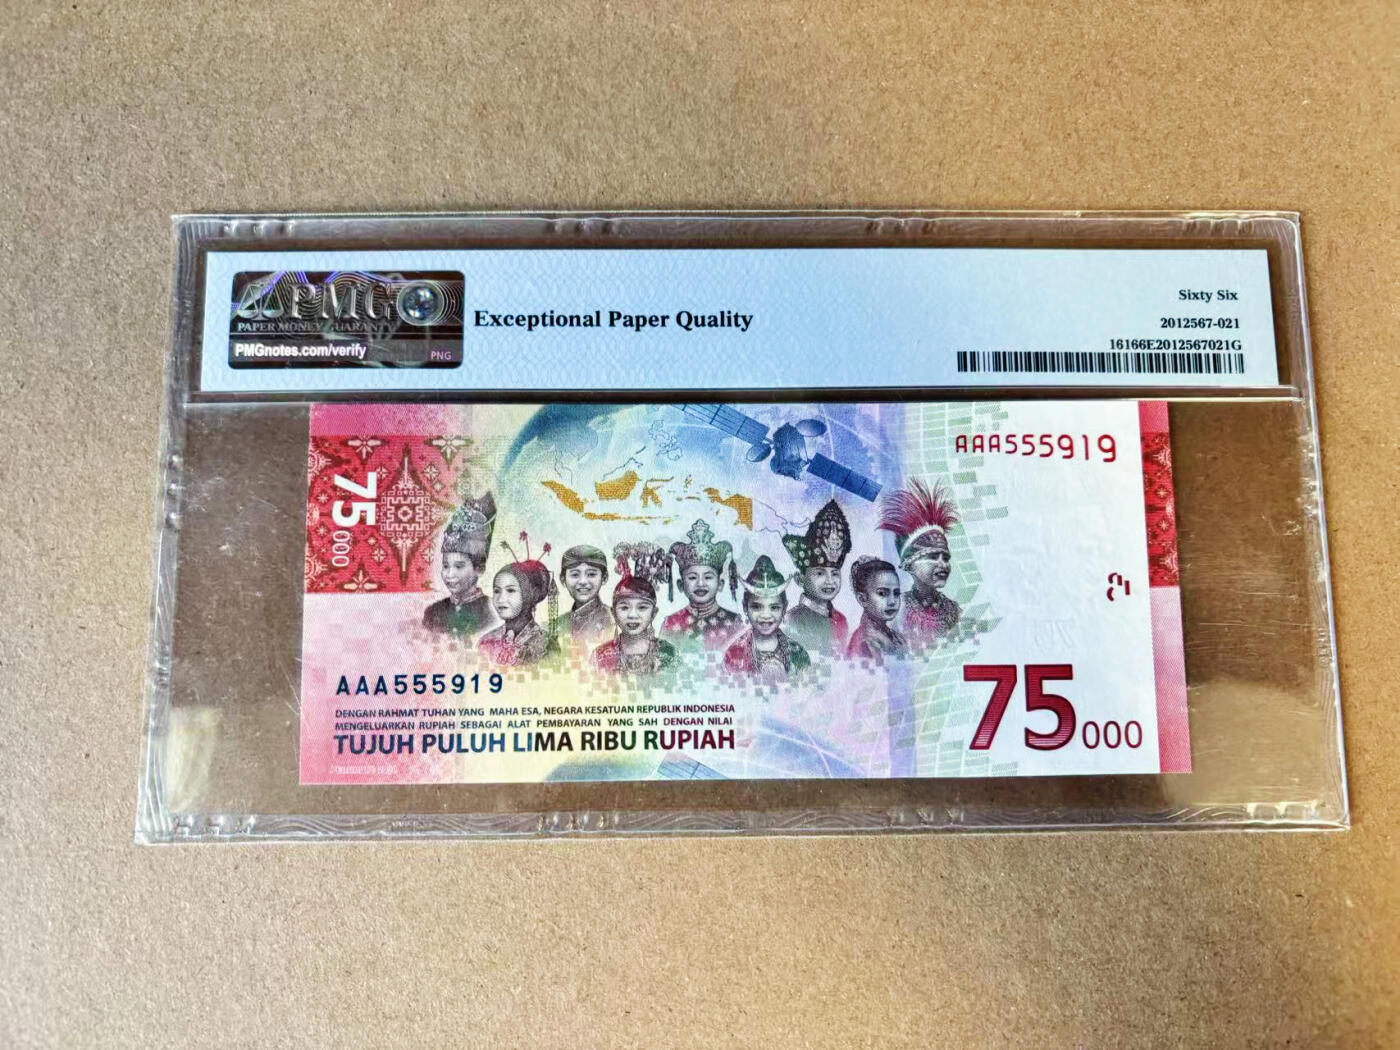 PMG
PAPER MONEY GUARANTY
PMGnotes.com/verify
PNG
Exceptional Paper Quality
Sixty Six
2012567-021
16166E2012567021G
75000
AAA555919
AAA555919
DENGAN RAHMAT TUHAN YANG MAHA ESA, NEGARA KESATUAN REPUBLIK INDONESIA
MENGELUARKAN RUPIAH SEBAGAI ALAT PEMBAYARAN YANG SAH DENGAN NILAI
TUJUH PULUH LIMA RIBU RUPIAH
75000